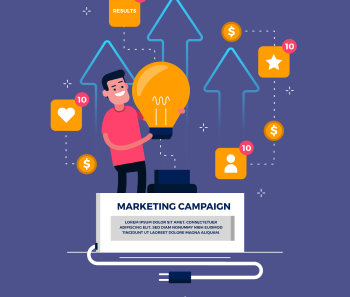 RESULTS
10
10
10
$
$
$
MARKETING CAMPAIGN
LOREM IPSUM DOLOR SIT AMET, CONSECTETUER
ADIPISCING ELIT, SED DIAM NONUMMY NIBH EUISMOD
TINCIDUNT UT LAOREET DOLORE MAGNA ALIQUAM